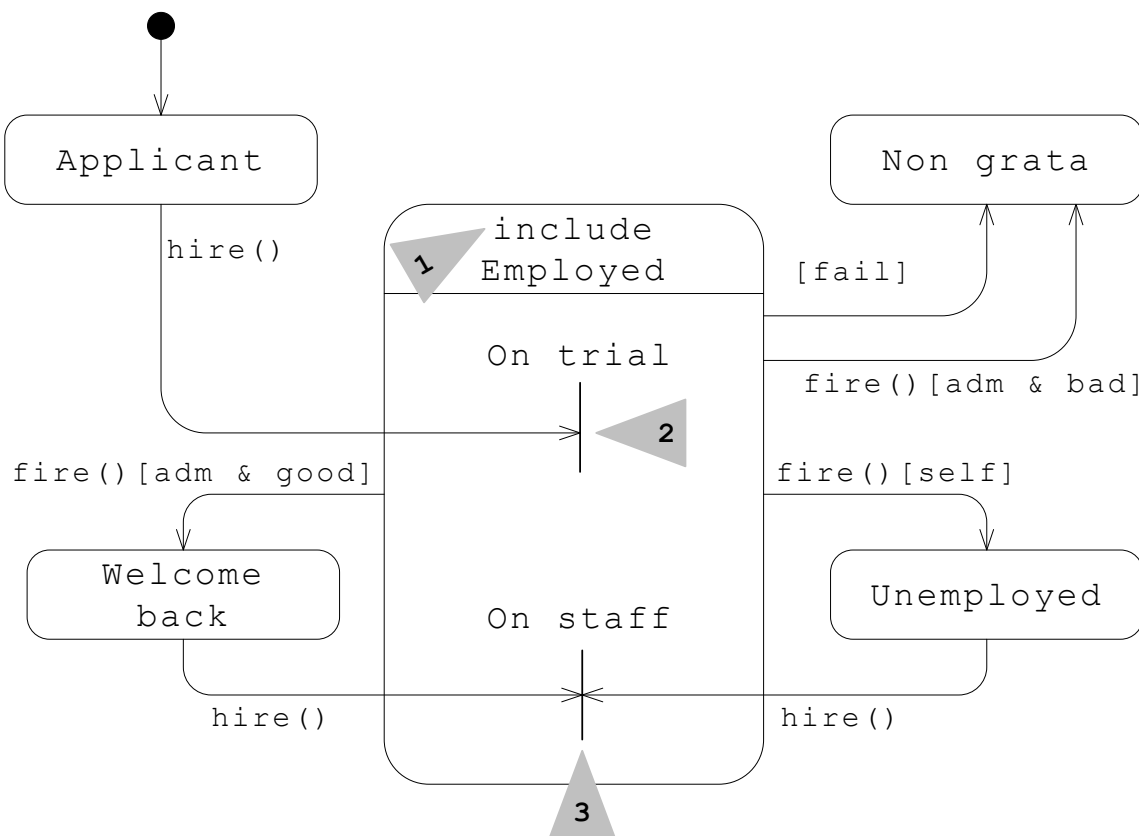 Applicant
Non grata
hire()
include
Employed
1
[fail]
On trial
fire()[adm & bad]
2
fire()[adm & good]
fire()[self]
Welcome
back
Unemployed
On staff
hire()
hire()
3